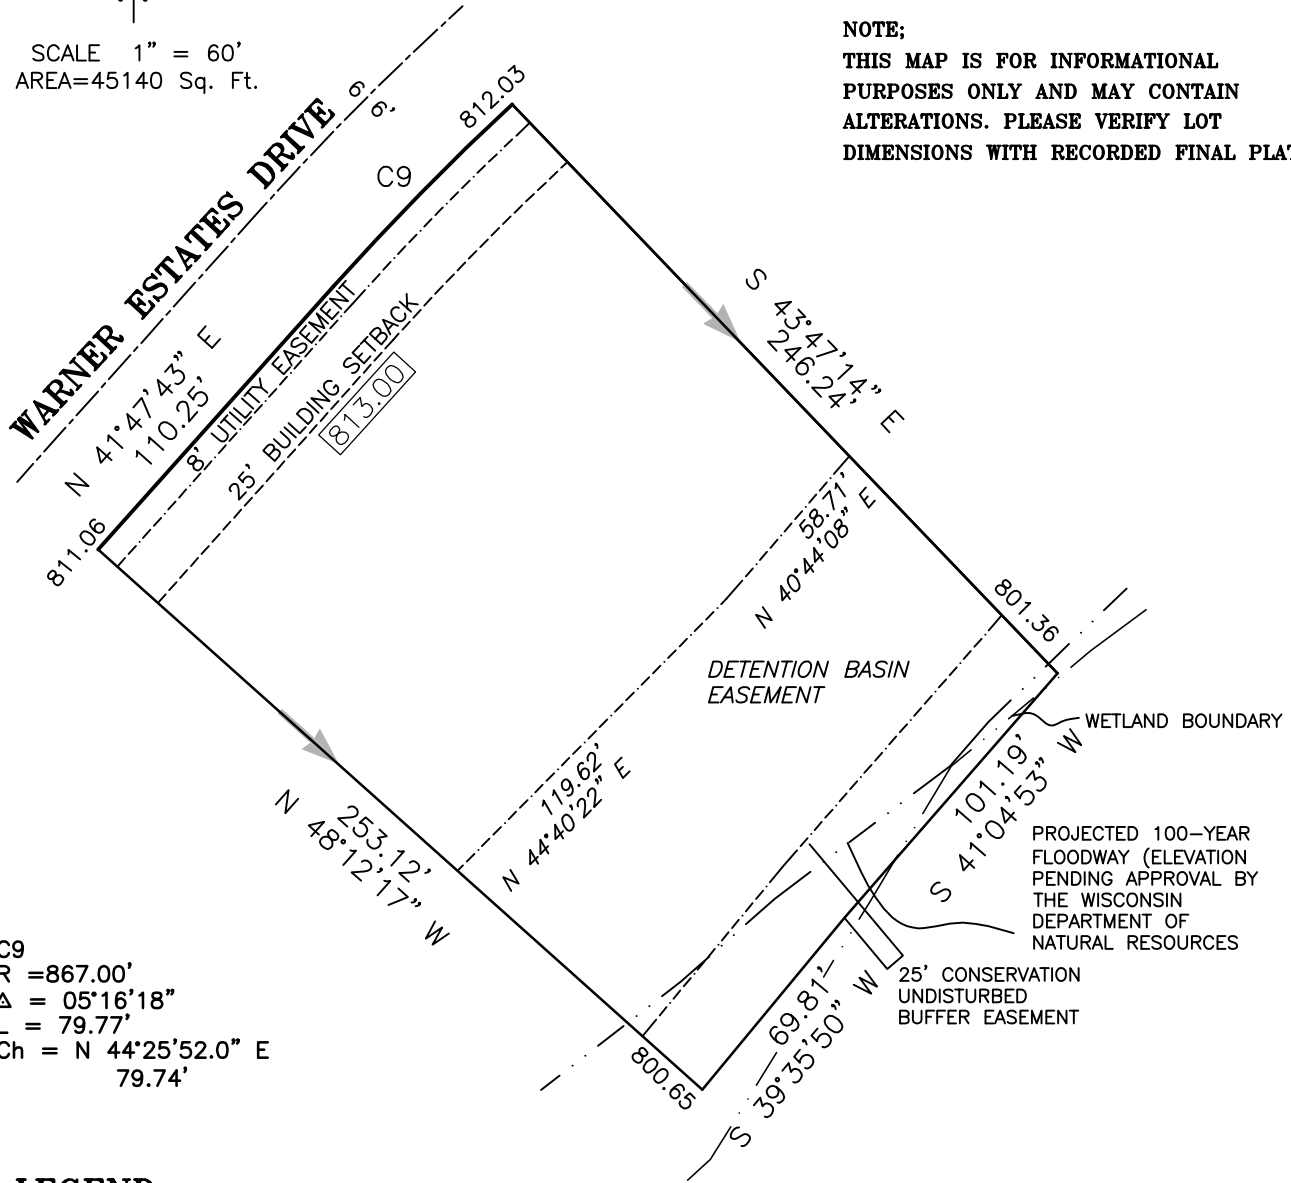 SCALE 1" = 60'
AREA=45140 Sq. Ft.
NOTE;
THIS MAP IS FOR INFORMATIONAL
PURPOSES ONLY AND MAY CONTAIN
ALTERATIONS. PLEASE VERIFY LOT
DIMENSIONS WITH RECORDED FINAL
WARNER ESTATES DRIVE
6 6'
812.03
C9
N 41°47'43" E
110.25'
8' UTILITY EASEMENT
25' BUILDING SETBACK
813.00
811.06
S 43°47'14" E
246.24'
58.71'
N 40°44'08" E
801.36
DETENTION BASIN
EASEMENT
WETLAND BOUNDARY
119.62'
N 44°40'22" E
253.12'
N 48°12'17" W
101.19'
S 41°04'53" W
PROJECTED 100-YEAR
FLOODWAY (ELEVATION
PENDING APPROVAL BY
THE WISCONSIN
DEPARTMENT OF
NATURAL RESOURCES
25' CONSERVATION
UNDISTURBED
BUFFER EASEMENT
69.81'
S 39°35'50" W
800.65
C9
R =867.00'
Δ = 05°16'18"
L = 79.77'
Ch = N 44°25'52.0" E
79.74'
LEGEND